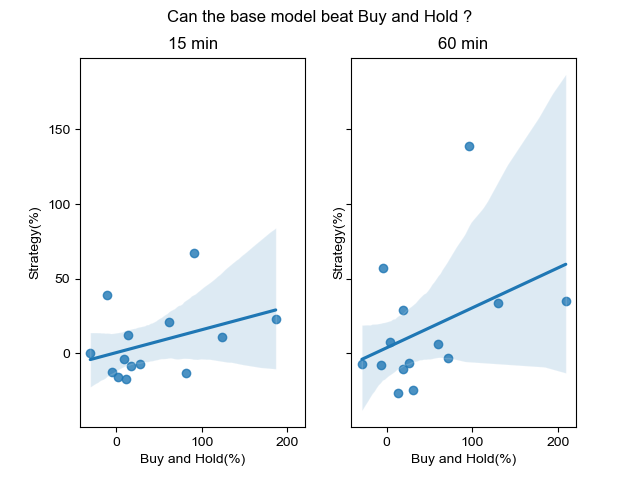 Can the base model beat Buy and Hold ?
15 min
60 min
150
100
50
0
Strategy(%)
Strategy(%)
0
100
200
0
100
200
Buy and Hold(%)
Buy and Hold(%)